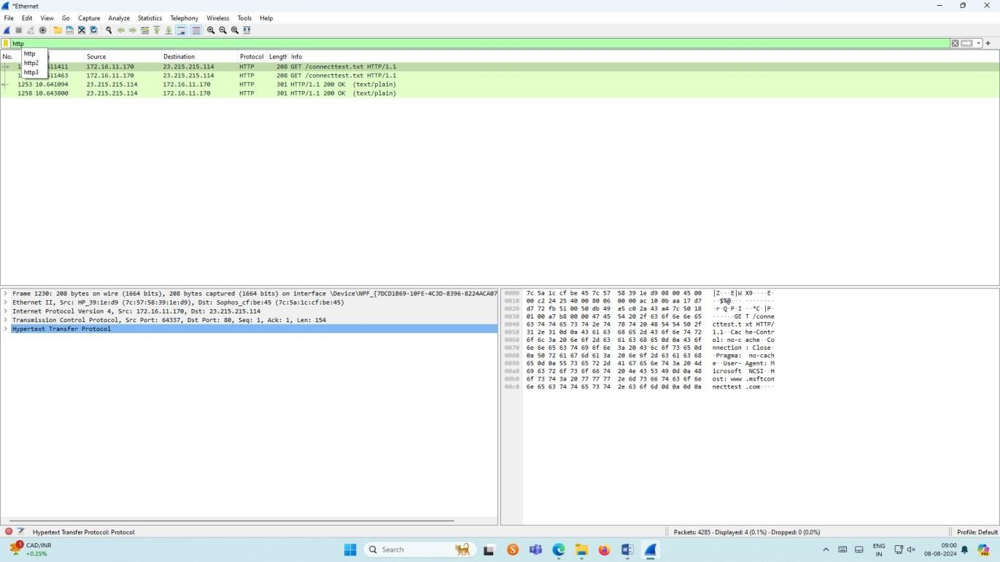 *Ethernet
File Edit View Go Capture Analyze Statistics Telephony Wireless Tools Help
http
http
http2
http3
No. Source Destination Protocol Length Info
511411 172.16.11.170 23.215.215.114 HTTP 208 GET /connecttest.txt HTTP/1.1
511463 172.16.11.170 23.215.215.114 HTTP 208 GET /connecttest.txt HTTP/1.1
1253 10.641094 23.215.215.114 172.16.11.170 HTTP 301 HTTP/1.1 200 OK (text/plain)
1258 10.643800 23.215.215.114 172.16.11.170 HTTP 301 HTTP/1.1 200 OK (text/plain)
Frame 1230: 208 bytes on wire (1664 bits), 208 bytes captured (1664 bits) on interface \Device\NPF_{7DCD1B69-10FE-4C3D-8396-8224ACA07
Ethernet II, Src: HP_39:1e:d9 (7c:57:58:39:1e:d9), Dst: Sophos_cf:be:45 (7c:5a:1c:cf:be:45)
Internet Protocol Version 4, Src: 172.16.11.170, Dst: 23.215.215.114
Transmission Control Protocol, Src Port: 64337, Dst Port: 80, Seq: 1, Ack: 1, Len: 154
Hypertext Transfer Protocol
0000 7c 5a 1c cf be 45 7c 57 58 39 1e d9 08 00 45 00 |Z···E|W X9····E·
0010 00 c2 24 25 40 00 80 06 00 00 ac 10 0b aa 17 d7 ··$%@··· ········
0020 d7 72 fb 51 00 50 db 49 a5 c0 2a 43 a4 7c 50 18 ·r·Q·P·I ··*C·|P·
0030 01 00 a7 b8 00 00 47 45 54 20 2f 63 6f 6e 6e 65 ······GE T /conne
0040 63 74 74 65 73 74 2e 74 78 74 20 48 54 54 50 2f cttest.t xt HTTP/
0050 31 2e 31 0d 0a 43 61 63 68 65 2d 43 6f 6e 74 72 1.1··Cac he-Contr
0060 6f 6c 3a 20 6e 6f 2d 63 61 63 68 65 0d 0a 43 6f ol: no-c ache··Co
0070 6e 6e 65 63 74 69 6f 6e 3a 20 43 6c 6f 73 65 0d nnection : Close·
0080 0a 50 72 61 67 6d 61 3a 20 6e 6f 2d 63 61 63 68 ·Pragma: no-cach
0090 65 0d 0a 55 73 65 72 2d 41 67 65 6e 74 3a 20 4d e··User- Agent: M
00a0 69 63 72 6f 73 6f 66 74 20 4e 43 53 49 0d 0a 48 icrosoft NCSI··H
00b0 6f 73 74 3a 20 77 77 77 2e 6d 73 66 74 63 6f 6e ost: www .msftcon
00c0 6e 65 63 74 74 65 73 74 2e 63 6f 6d 0d 0a 0d 0a necttest .com····
Hypertext Transfer Protocol: Protocol Packets: 4285 · Displayed: 4 (0.1%) · Dropped: 0 (0.0%) Profile: Default
1 CAD/INR
+0.25%
Search
ENG
IN
09:00
08-08-2024